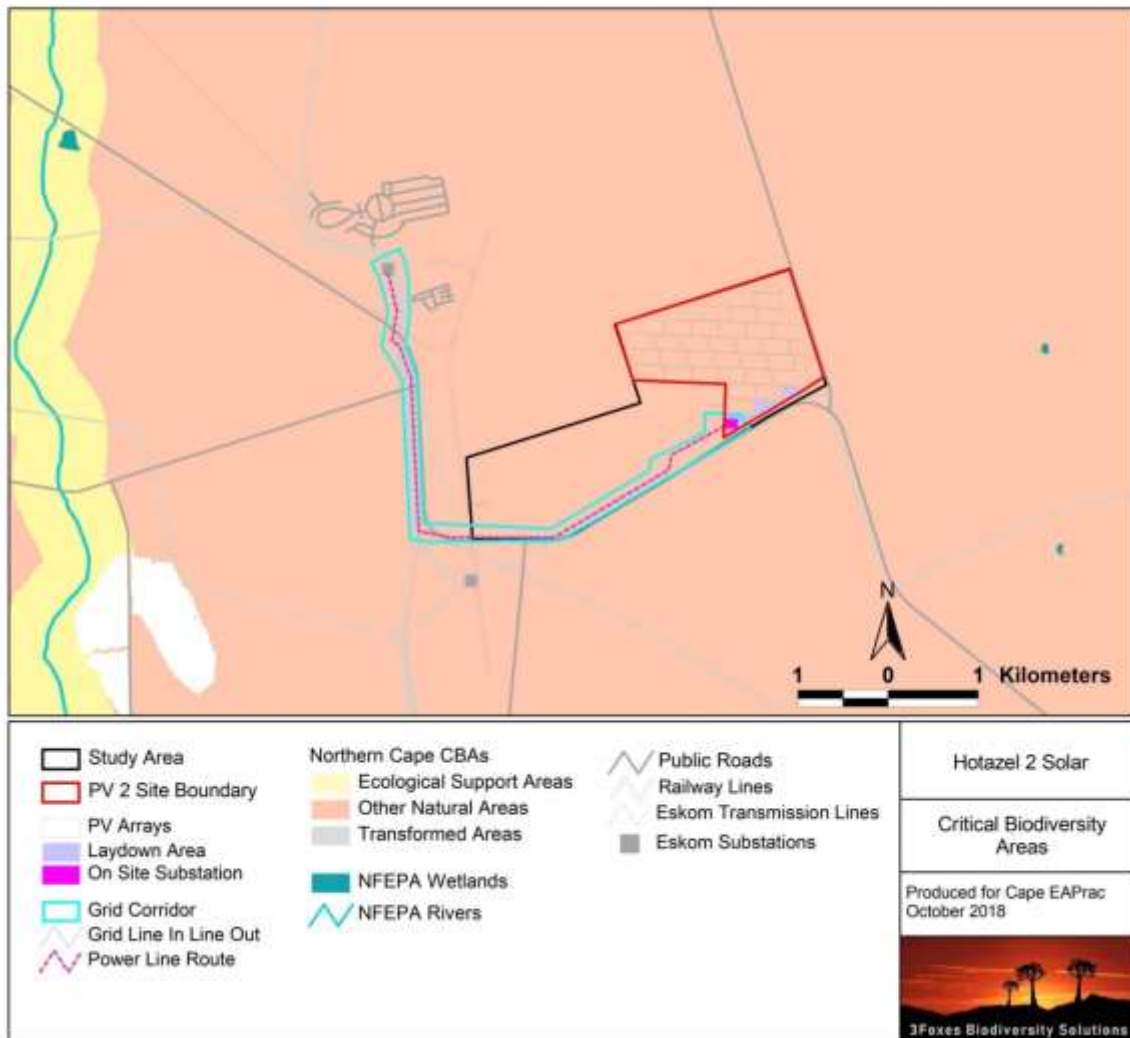 N
1 0 1 Kilometers
Study Area
PV 2 Site Boundary
PV Arrays
Laydown Area
On Site Substation
Grid Corridor
Grid Line In Line Out
Power Line Route
Northern Cape CBAs
Ecological Support Areas
Other Natural Areas
Transformed Areas
NFEPA Wetlands
NFEPA Rivers
Public Roads
Railway Lines
Eskom Transmission Lines
Eskom Substations
Hotazel 2 Solar
Critical Biodiversity
Areas
Produced for Cape EAPrac
October 2018
3Foxes Biodiversity Solutions